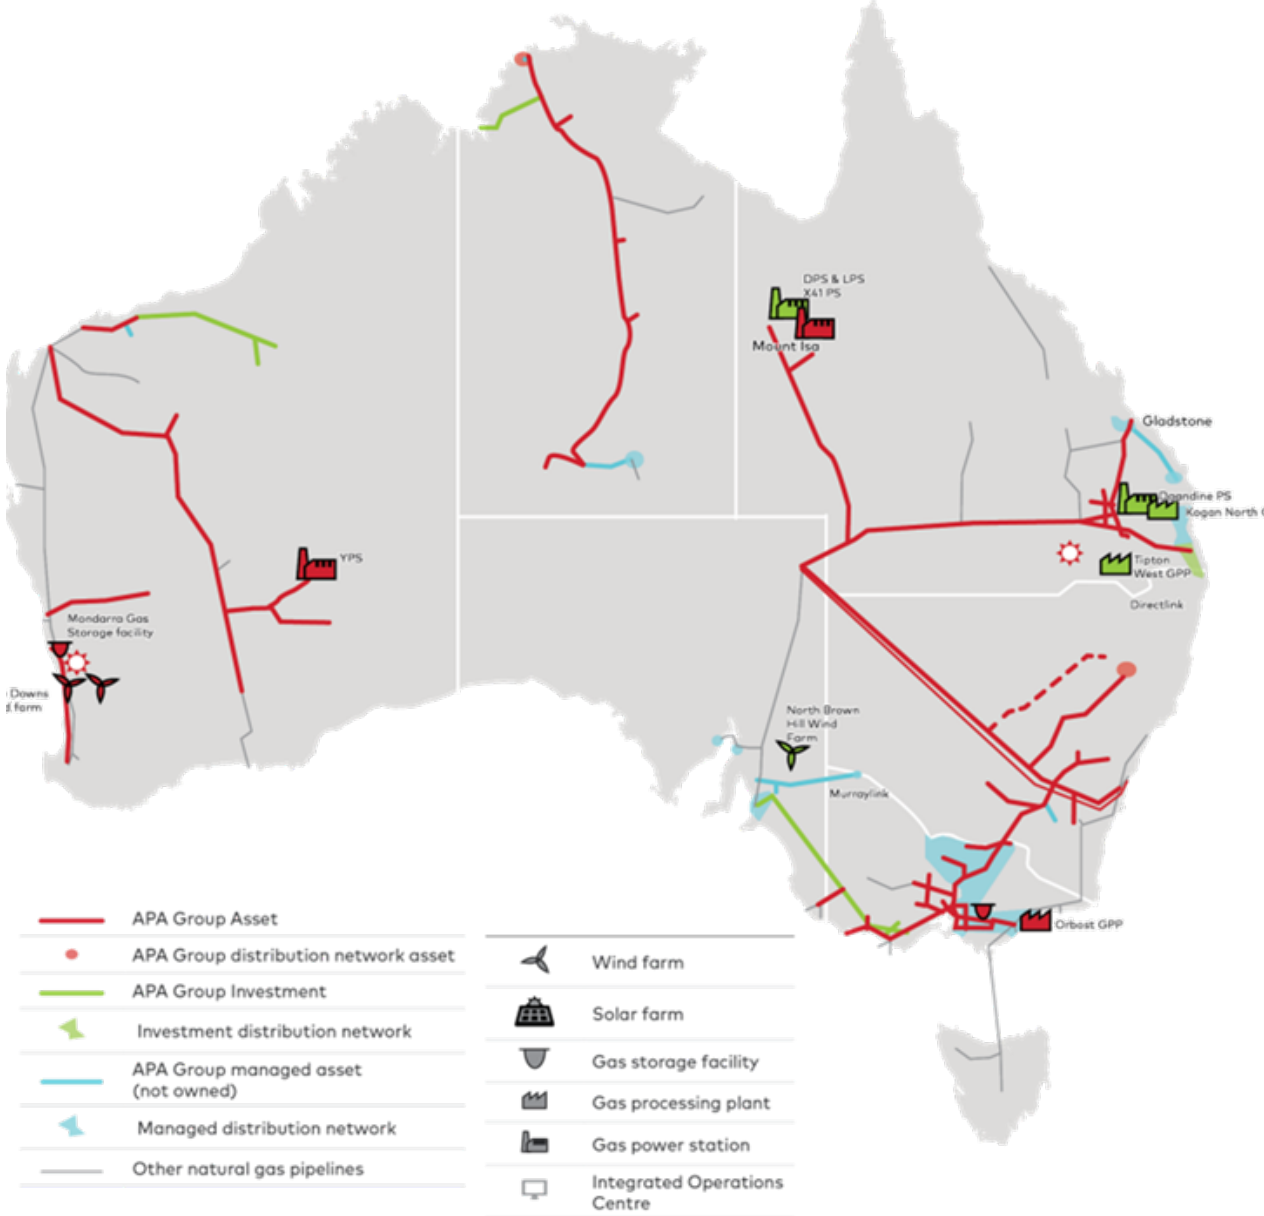 DPS & LPS
X41 PS
Mount Isa
Gladstone
PS
Kogan North
YPS
Tipton
West GPP
Directlink
Mondarra Gas
Storage facility
Downs
farm
North Brown
Hill Wind
Farm
Murraylink
Orbost GPP
APA Group Asset
APA Group distribution network asset
APA Group Investment
Investment distribution network
APA Group managed asset
(not owned)
Managed distribution network
Other natural gas pipelines
Wind farm
Solar farm
Gas storage facility
Gas processing plant
Gas power station
Integrated Operations
Centre